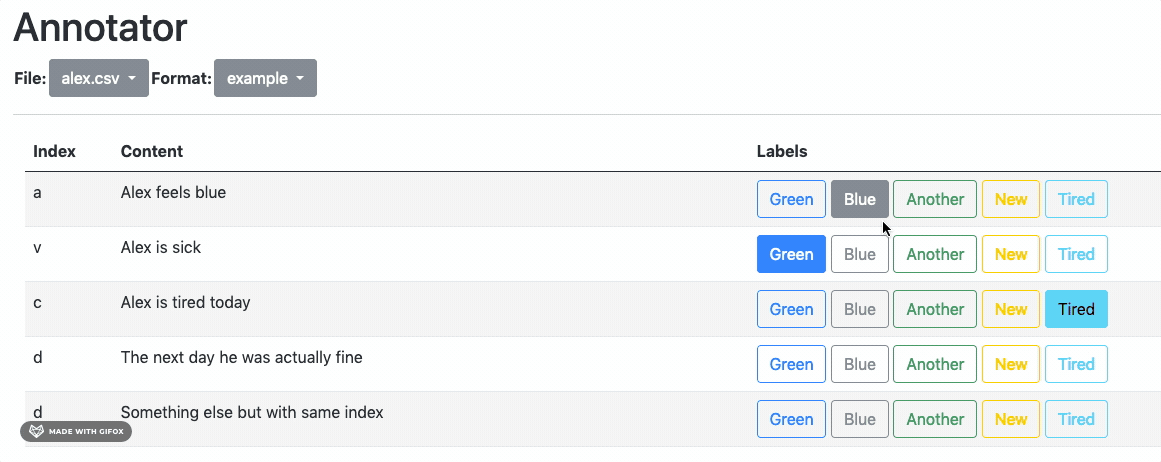 Annotator
File: alex.csv Format: example
Index Content Labels
a Alex feels blue Green Blue Another New Tired
v Alex is sick Green Blue Another New Tired
c Alex is tired today Green Blue Another New Tired
d The next day he was actually fine Green Blue Another New Tired
d Something else but with same index Green Blue Another New Tired
MADE WITH GIFOX